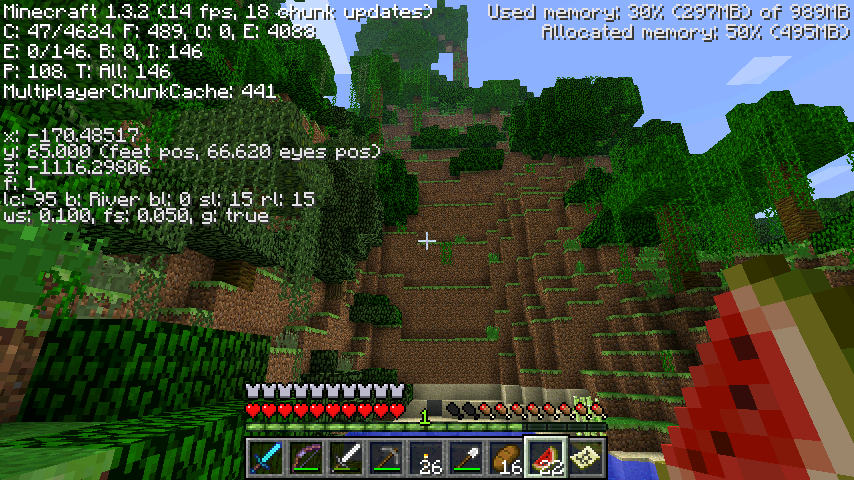 Minecraft 1.3.2 (14 fps, 18 chunk updates)
Used memory: 30% (297MB) of 989MB
C: 47/4624. F: 489, O: 0, E: 4088
Allocated memory: 50% (495MB)
E: 0/146. B: 0, I: 146
P: 108. T: All: 146
MultiplayerChunkCache: 441
x: -170.48517
y: 65.000 (feet pos, 66.620 eyes pos)
z: -1116.29806
f: 1
lc: 95 b: River bl: 0 sl: 15 rl: 15
ws: 0.100, fs: 0.050, g: true
1
26
16
22